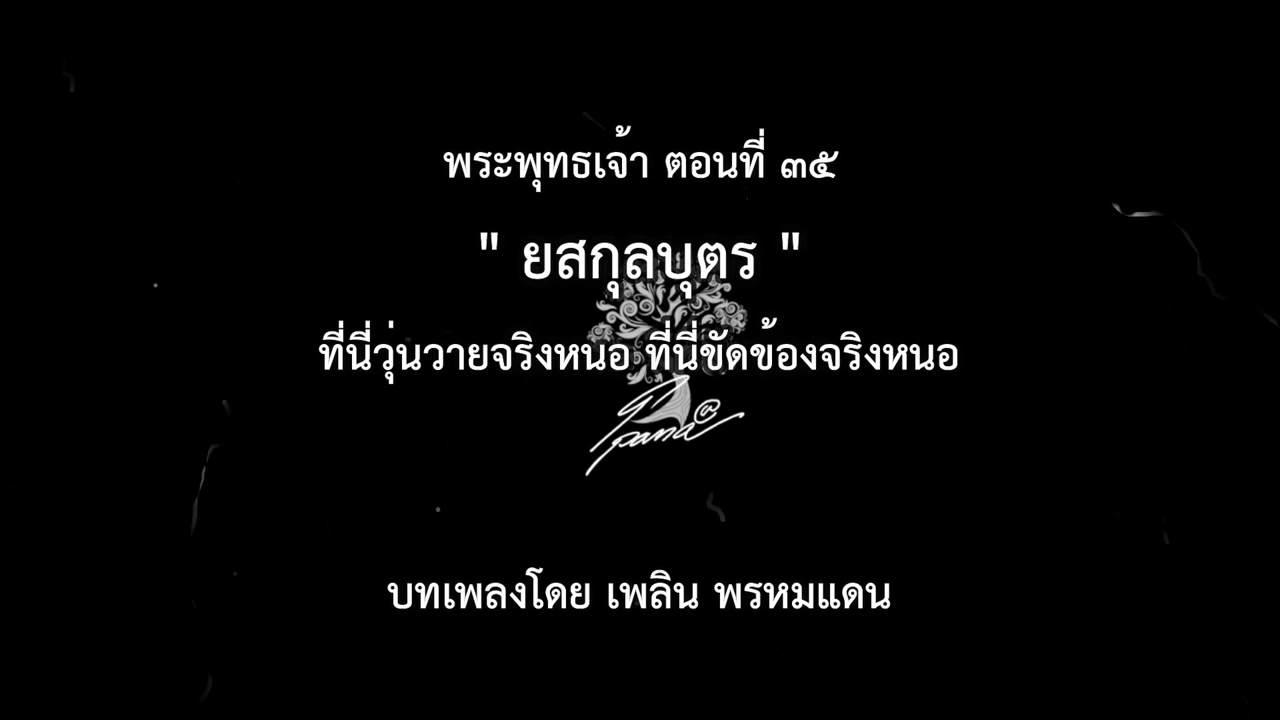 พระพุทธเจ้า ตอนที่ ๓๕
" ยสกุลบุตร "
ที่นี่วุ่นวายจริงหนอ ที่นี่ขัดข้องจริงหนอ
บทเพลงโดย เพลิน พรหมแดน